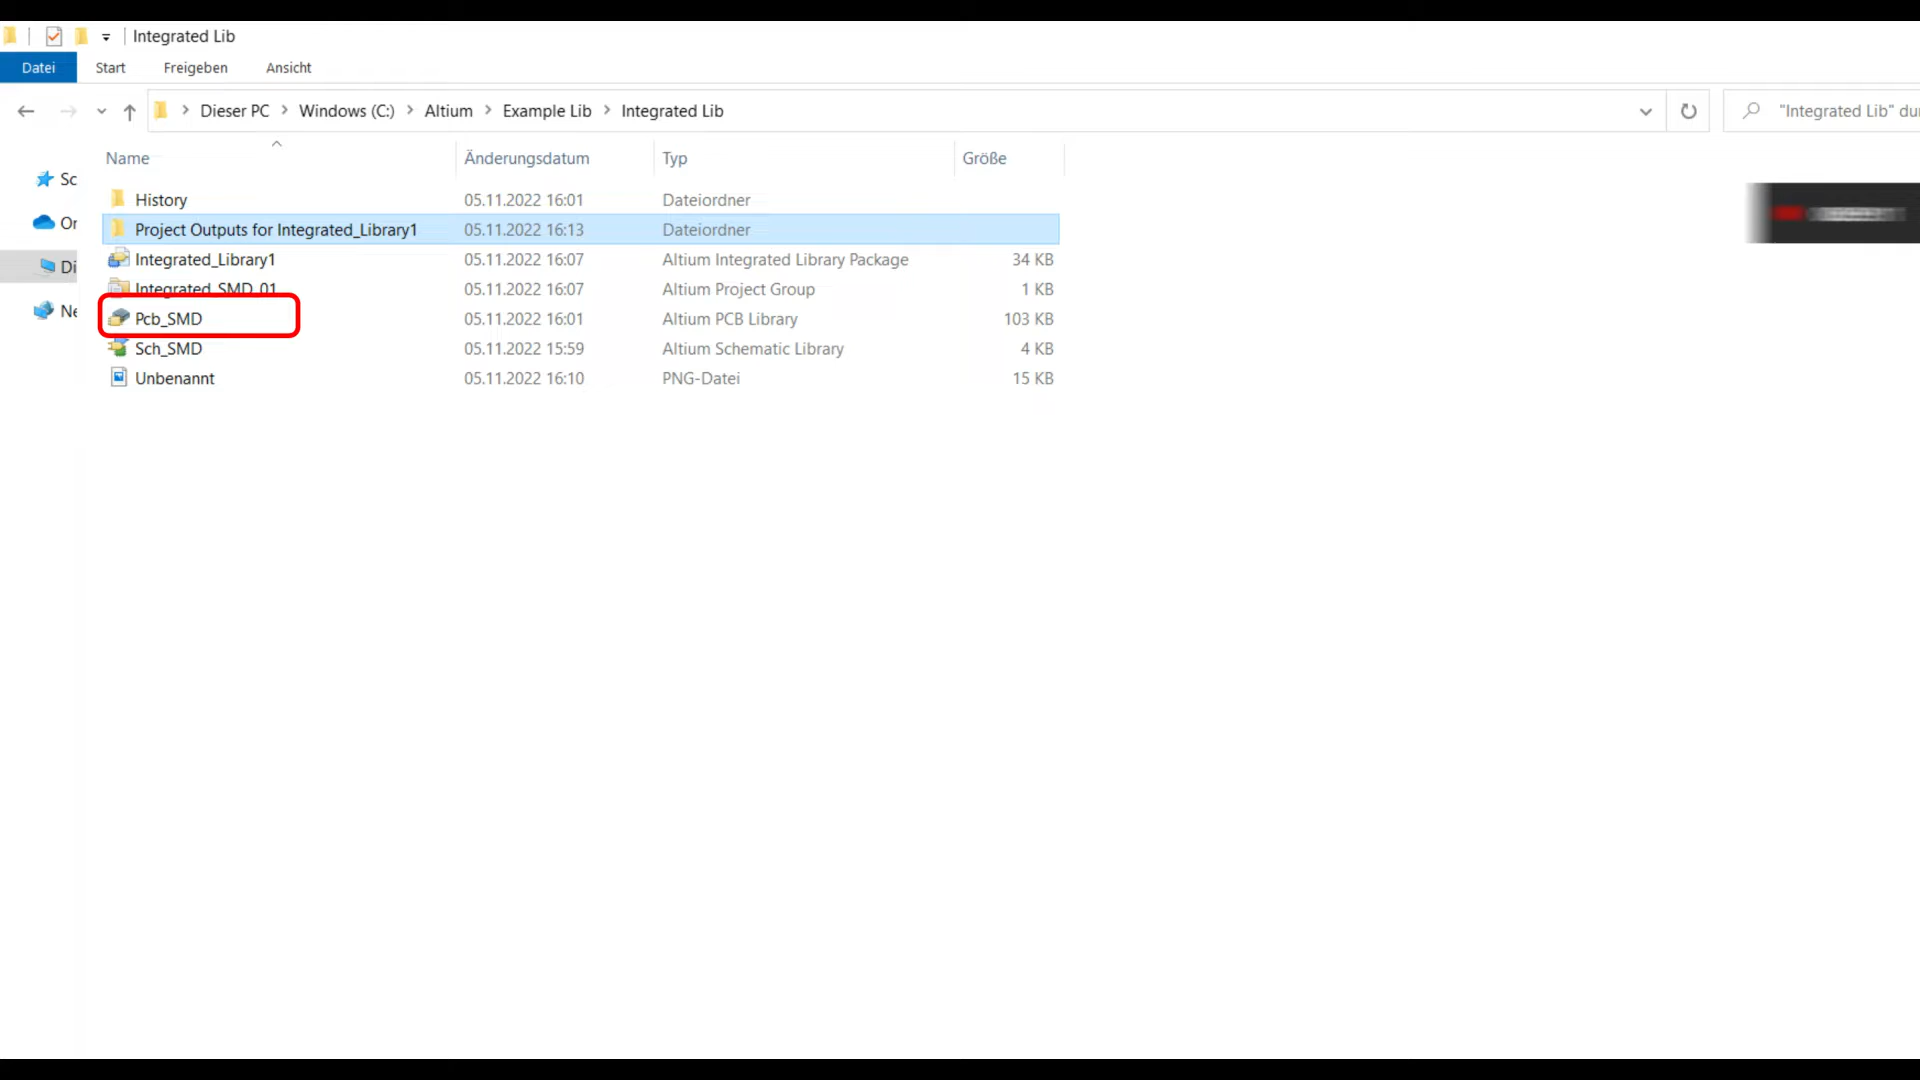 Integrated Lib
Datei Start Freigeben Ansicht
Dieser PC Windows (C:) Altium Example Lib Integrated Lib "Integrated Lib" dur
Name Änderungsdatum Typ Größe
Sc
Or
Di
Ne
History 05.11.2022 16:01 Dateiordner
Project Outputs for Integrated_Library1 05.11.2022 16:13 Dateiordner
Integrated_Library1 05.11.2022 16:07 Altium Integrated Library Package 34 KB
Integrated_SMD_01 05.11.2022 16:07 Altium Project Group 1 KB
Pcb_SMD 05.11.2022 16:01 Altium PCB Library 103 KB
Sch_SMD 05.11.2022 15:59 Altium Schematic Library 4 KB
Unbenannt 05.11.2022 16:10 PNG-Datei 15 KB